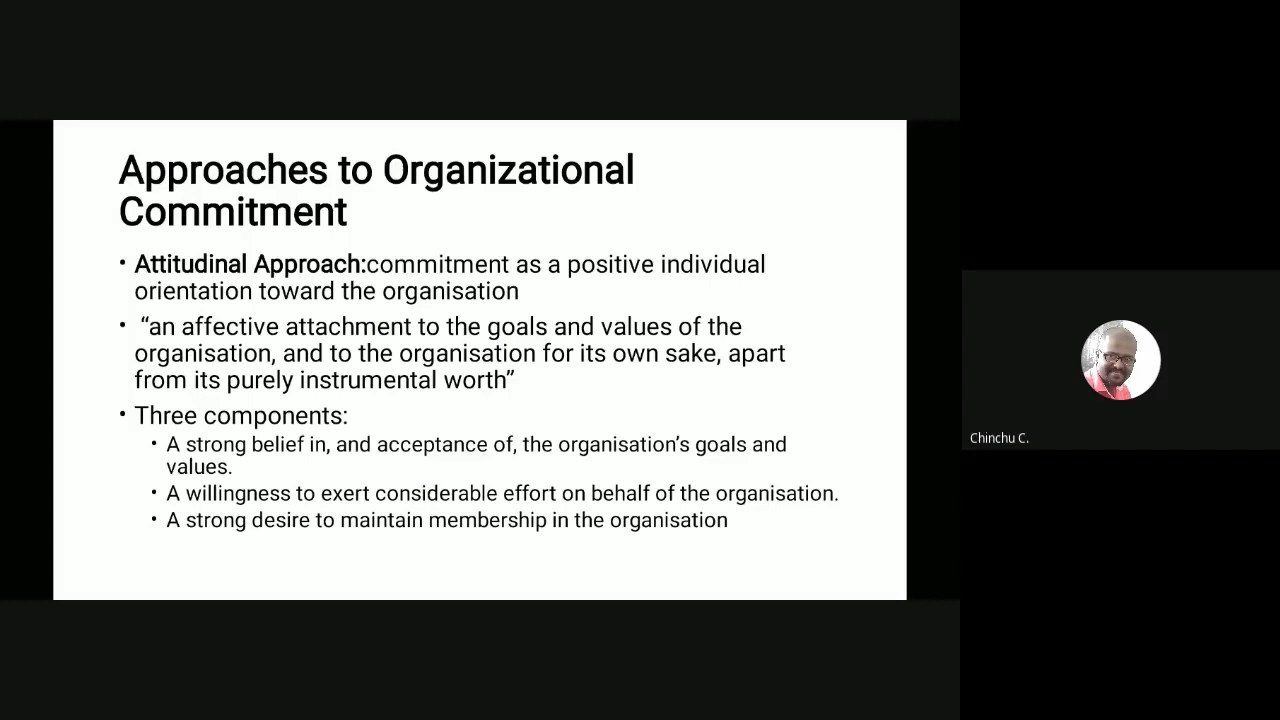 Approaches to Organizational
Commitment
• Attitudinal Approach:commitment as a positive individual
orientation toward the organisation
• “an affective attachment to the goals and values of the
organisation, and to the organisation for its own sake, apart
from its purely instrumental worth”
• Three components:
• A strong belief in, and acceptance of, the organisation’s goals and
values.
• A willingness to exert considerable effort on behalf of the organisation.
• A strong desire to maintain membership in the organisation
Chinchu C.